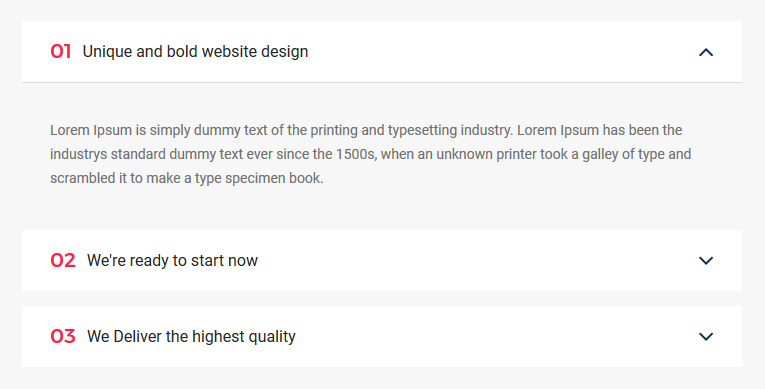 01 Unique and bold website design
Lorem Ipsum is simply dummy text of the printing and typesetting industry. Lorem Ipsum has been the
industrys standard dummy text ever since the 1500s, when an unknown printer took a galley of type and
scrambled it to make a type specimen book.
02 We're ready to start now
03 We Deliver the highest quality